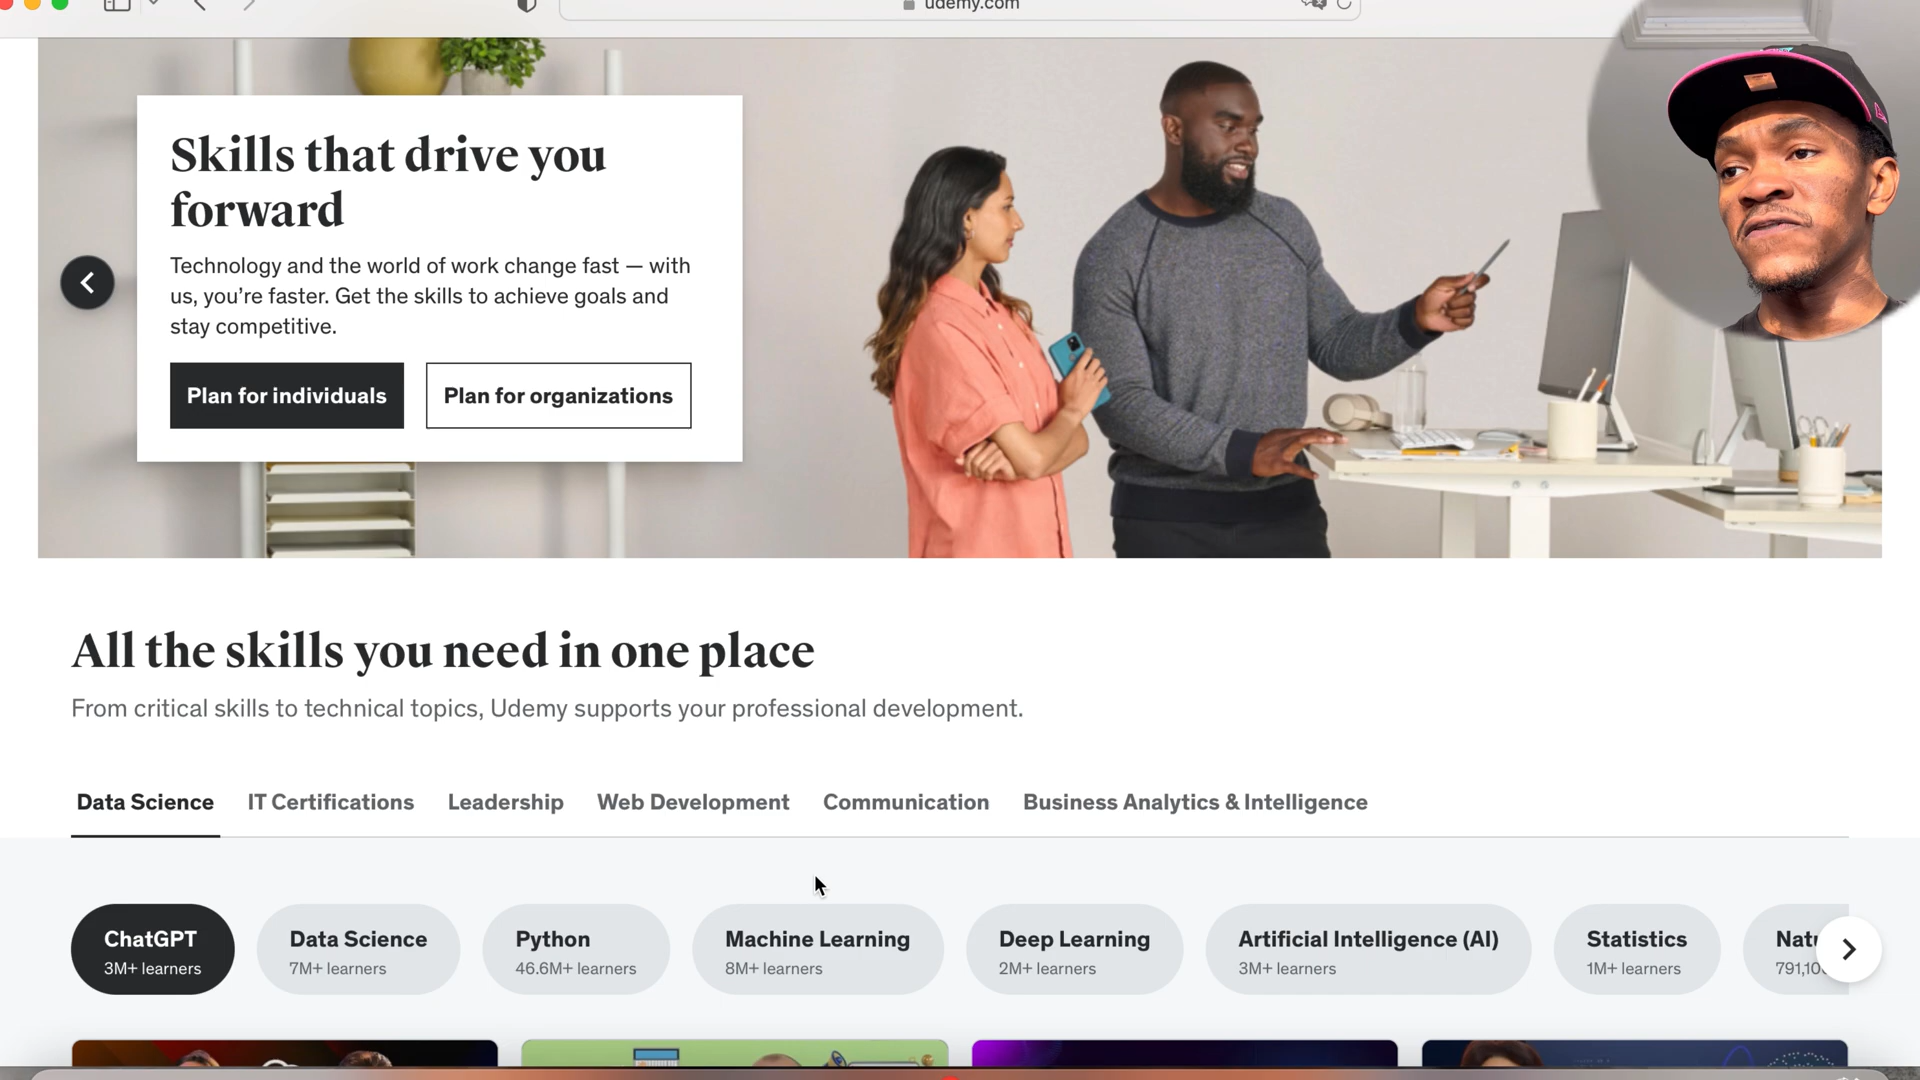 udemy.com
Skills that drive you
forward
Technology and the world of work change fast — with
us, you're faster. Get the skills to achieve goals and
stay competitive.
Plan for individuals
Plan for organizations
All the skills you need in one place
From critical skills to technical topics, Udemy supports your professional development.
Data Science
IT Certifications
Leadership
Web Development
Communication
Business Analytics & Intelligence
ChatGPT
3M+ learners
Data Science
7M+ learners
Python
46.6M+ learners
Machine Learning
8M+ learners
Deep Learning
2M+ learners
Artificial Intelligence (AI)
3M+ learners
Statistics
1M+ learners